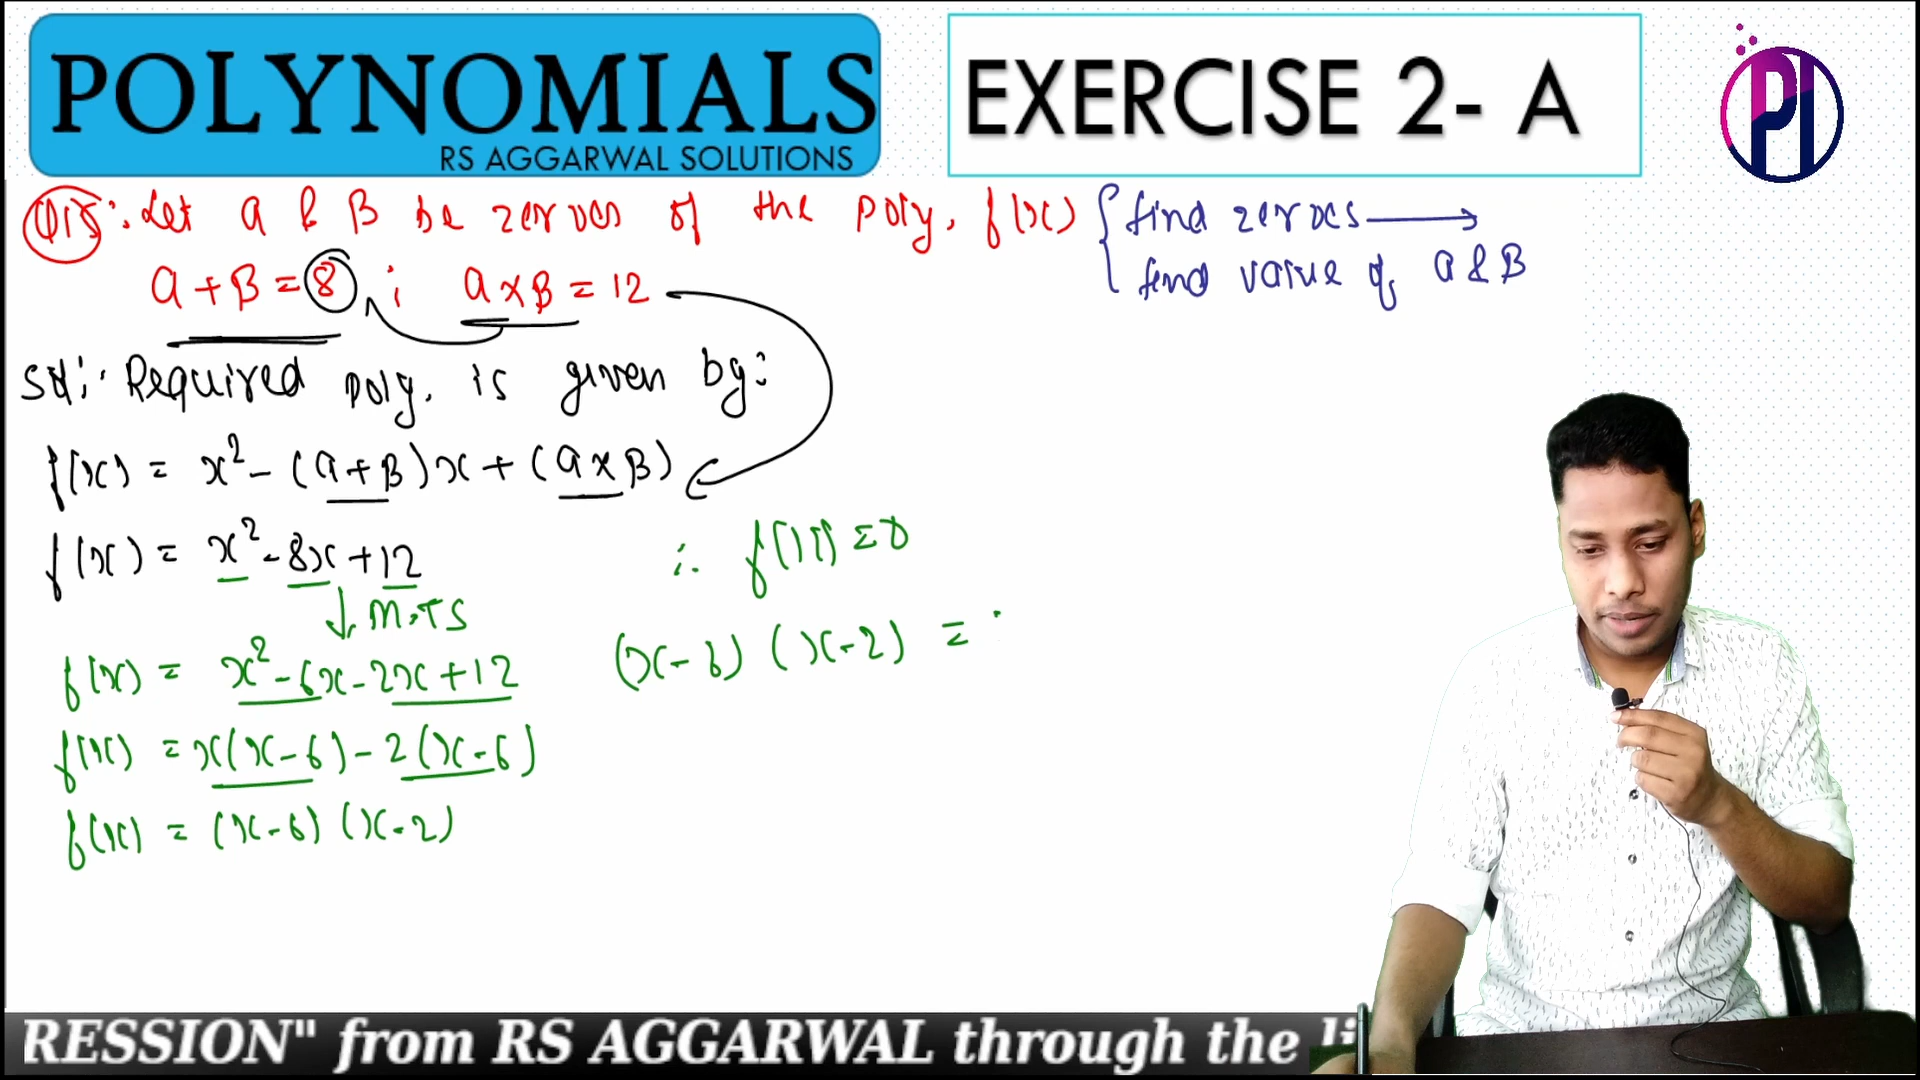 POLYNOMIALS
RS AGGARWAL SOLUTIONS
EXERCISE 2- A
PI
Q15:- Let α & β be zeroes of the poly. f(x) { find zeroes →
α + β = 8 ; α × β = 12
find value of α & β
Sol:- Required poly. is given by:
f(x) = x² - (α + β)x + (α × β)
f(x) = x² - 8x + 12
↓ M.T.S
f(x) = x² - 6x - 2x + 12
f(x) = x(x - 6) - 2(x - 6)
f(x) = (x - 6) (x - 2)
∴ f(x) = 0
(x - 6) (x - 2) =
RESSION" from RS AGGARWAL through the li